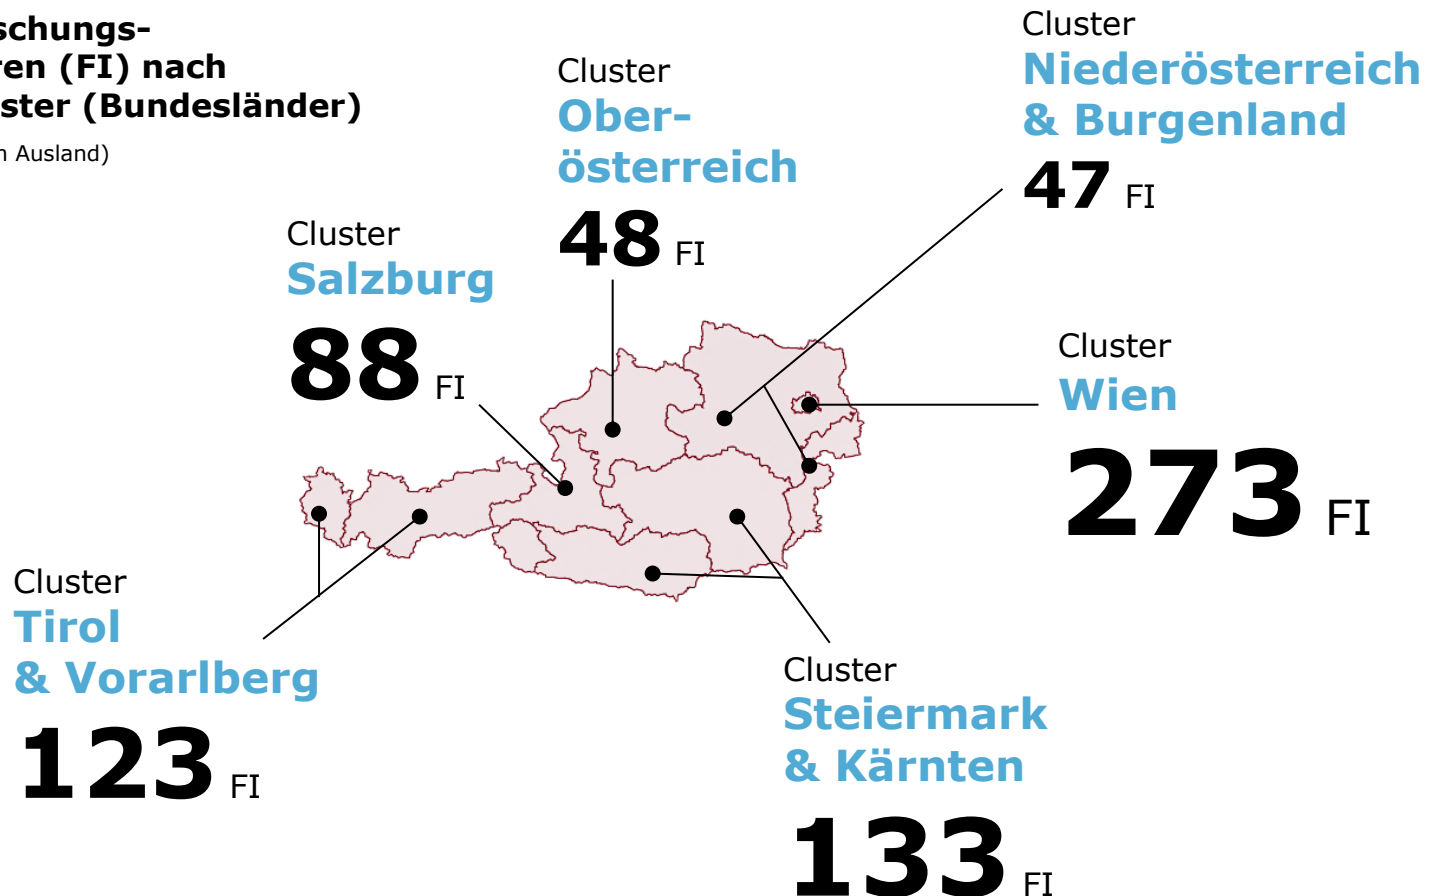 schungs-
ren (FI) nach
ster (Bundesländer)
Ausland)
Cluster
Ober-
österreich
48 FI
Cluster
Niederösterreich
& Burgenland
47 FI
Cluster
Salzburg
88 FI
Cluster
Wien
273 FI
Cluster
Tirol
& Vorarlberg
123 FI
Cluster
Steiermark
& Kärnten
133 FI